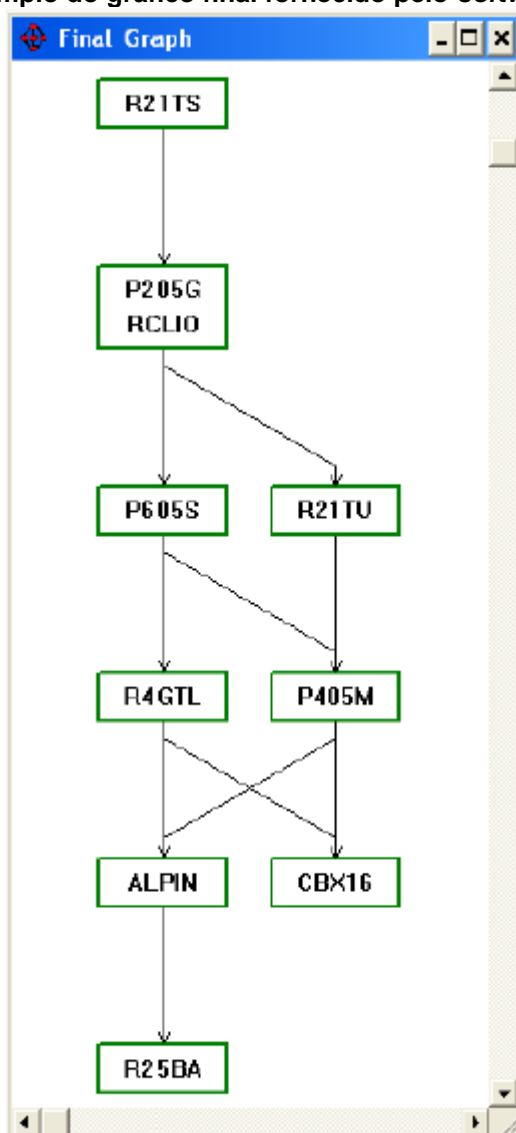 Final Graph
R21TS
P205G
RCLIO
P605S R21TU
R4GTL P405M
ALPIN CBX16
R25BA